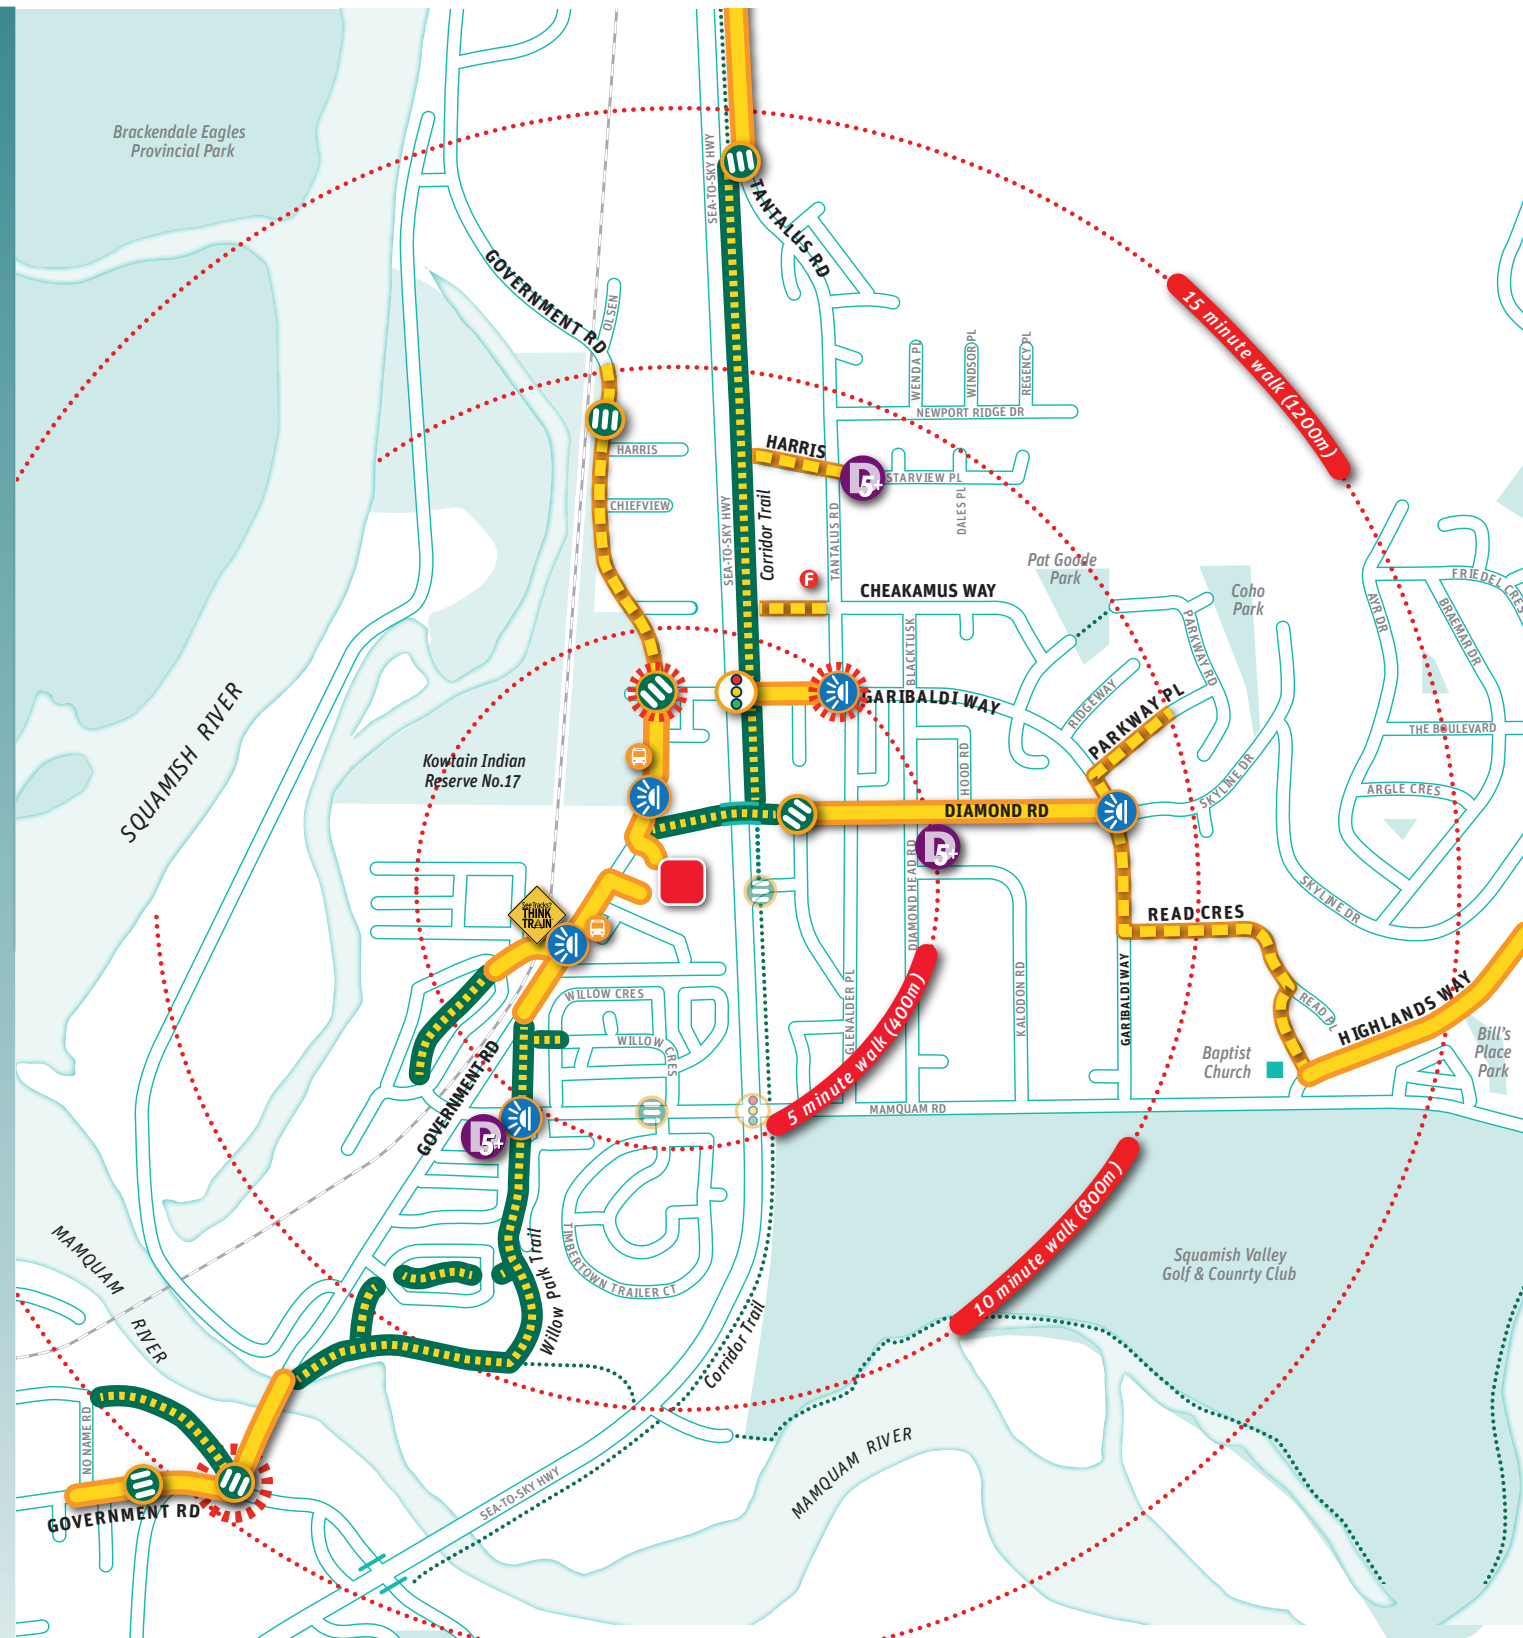 Brackendale Eagles
Provincial Park
SEA-TO-SKY HWY
TANTALUS RD
GOVERNMENT RD
OLSEN
15 minute walk (1200m)
WENDA PL
WINDSOR PL
REGENCY PL
NEWPORT RIDGE DR
HARRIS
HARRIS
D
5+
STARVIEW PL
DALES PL
CHIEFVIEW
SEA-TO-SKY HWY
Corridor Trail
TANTALUS RD
F
CHEAKAMUS WAY
Pat Goode
Park
Coho
Park
FRIEDEL CRES
AYR DR
BRAEMAR DR
BLACKTUSK
PARKWAY RD
RIDGEWAY
PARKWAY PL
GARIBALDI WAY
SQUAMISH RIVER
Kowtain Indian
Reserve No.17
HOOD RD
SKYLINE DR
THE BOULEVARD
ARGLE CRES
DIAMOND RD
D
5+
DIAMOND HEAD RD
SKYLINE DR
See Tracks?
THINK
TRAIN
READ CRES
WILLOW CRES
WILLOW CRES
GLENALDER PL
KALODON RD
GARIBALDI WAY
READ PL
HIGHLANDS WAY
Bill's
Place
Park
Baptist
Church
5 minute walk (400m)
MAMQUAM RD
GOVERNMENT RD
D
5+
10 minute walk (800m)
Squamish Valley
Golf & Counrty Club
MAMQUAM
RIVER
TIMBERTOWN TRAILER CT
Willow Park Trail
Corridor Trail
NO NAME RD
GOVERNMENT RD
SEA-TO-SKY HWY
MAMQUAM RIVER